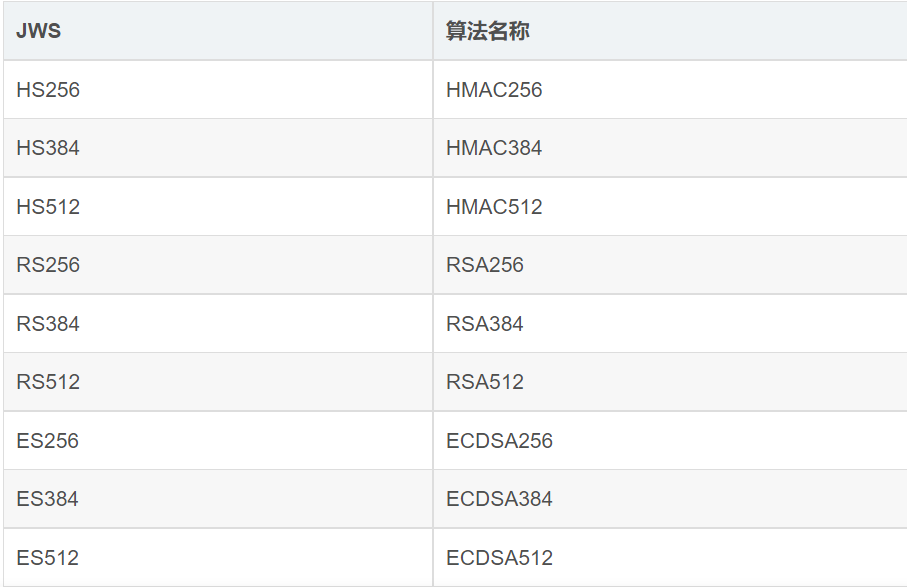 JWS 算法名称
HS256 HMAC256
HS384 HMAC384
HS512 HMAC512
RS256 RSA256
RS384 RSA384
RS512 RSA512
ES256 ECDSA256
ES384 ECDSA384
ES512 ECDSA512